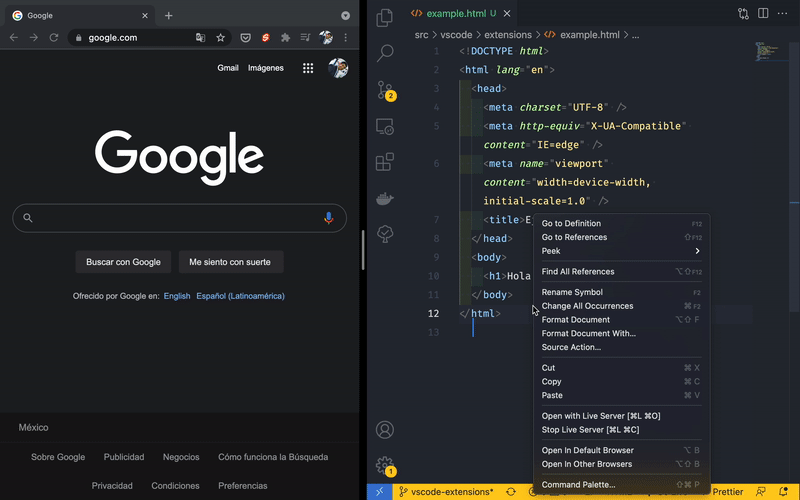 Google
google.com
Gmail Imágenes
Google
Buscar con Google
Me siento con suerte
Ofrecido por Google en: English Español (Latinoamérica)
México
Sobre Google Publicidad Negocios Cómo funciona la Búsqueda
Privacidad Condiciones Preferencias
example.html U
src > vscode > extensions > example.html > ...
1 <!DOCTYPE html>
2 <html lang="en">
3 <head>
4 <meta charset="UTF-8" />
5 <meta http-equiv="X-UA-Compatible"
content="IE=edge" />
6 <meta name="viewport"
content="width=device-width,
initial-scale=1.0" />
7 <title>E
8 </head>
9 <body>
10 <h1>Hola
11 </body>
12 </html>
13
2
1
Go to Definition F12
Go to References ⇧F12
Peek >
Find All References ⌥⇧F12
Rename Symbol F2
Change All Occurrences ⌘F2
Format Document ⌥⇧F
Format Document With...
Source Action...
Cut ⌘X
Copy ⌘C
Paste ⌘V
Open with Live Server [⌘L ⌘O]
Stop Live Server [⌘L ⌘C]
Open In Default Browser ⌥B
Open In Other Browsers ⌥⇧B
Command Palette... ⇧⌘P
vscode-extensions*
Prettier